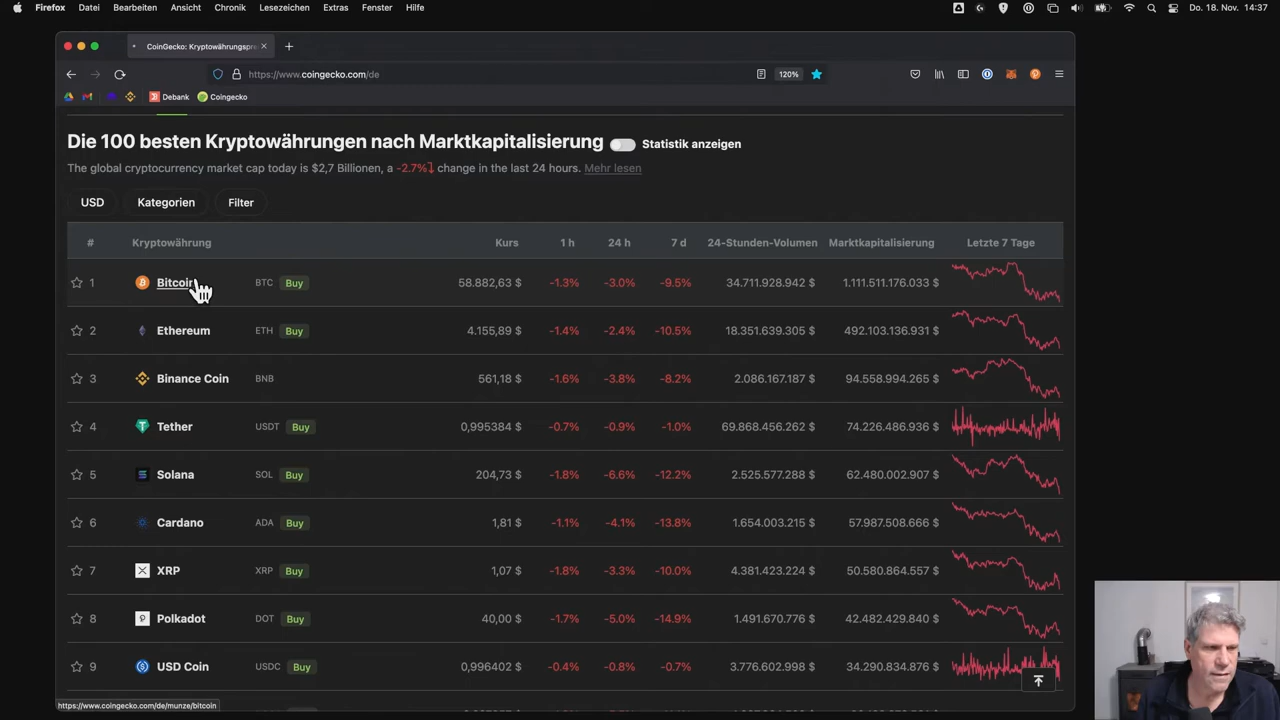 Firefox Datei Bearbeiten Ansicht Chronik Lesezeichen Extras Fenster Hilfe Do. 18. Nov. 14:37
CoinGecko: Kryptowährungspre
https://www.coingecko.com/de 120%
Debank Coingecko
Die 100 besten Kryptowährungen nach Marktkapitalisierung Statistik anzeigen
The global cryptocurrency market cap today is $2,7 Billionen, a -2.7% change in the last 24 hours. Mehr lesen
USD Kategorien Filter
# Kryptowährung Kurs 1 h 24 h 7 d 24-Stunden-Volumen Marktkapitalisierung Letzte 7 Tage
1 Bitcoin BTC Buy 58.882,63 $ -1.3% -3.0% -9.5% 34.711.928.942 $ 1.111.511.176.033 $
2 Ethereum ETH Buy 4.155,89 $ -1.4% -2.4% -10.5% 18.351.639.305 $ 492.103.136.931 $
3 Binance Coin BNB 561,18 $ -1.6% -3.8% -8.2% 2.086.167.187 $ 94.558.994.265 $
4 Tether USDT Buy 0,995384 $ -0.7% -0.9% -1.0% 69.868.456.262 $ 74.226.486.936 $
5 Solana SOL Buy 204,73 $ -1.8% -6.6% -12.2% 2.525.577.288 $ 62.480.002.907 $
6 Cardano ADA Buy 1,81 $ -1.1% -4.1% -13.8% 1.654.003.215 $ 57.987.508.666 $
7 XRP XRP Buy 1,07 $ -1.8% -3.3% -10.0% 4.381.423.224 $ 50.580.864.557 $
8 Polkadot DOT Buy 40,00 $ -1.7% -5.0% -14.9% 1.491.670.776 $ 42.482.429.840 $
9 USD Coin USDC Buy 0,996402 $ -0.4% -0.8% -0.7% 3.776.602.998 $ 34.290.834.876 $
https://www.coingecko.com/de/munze/bitcoin